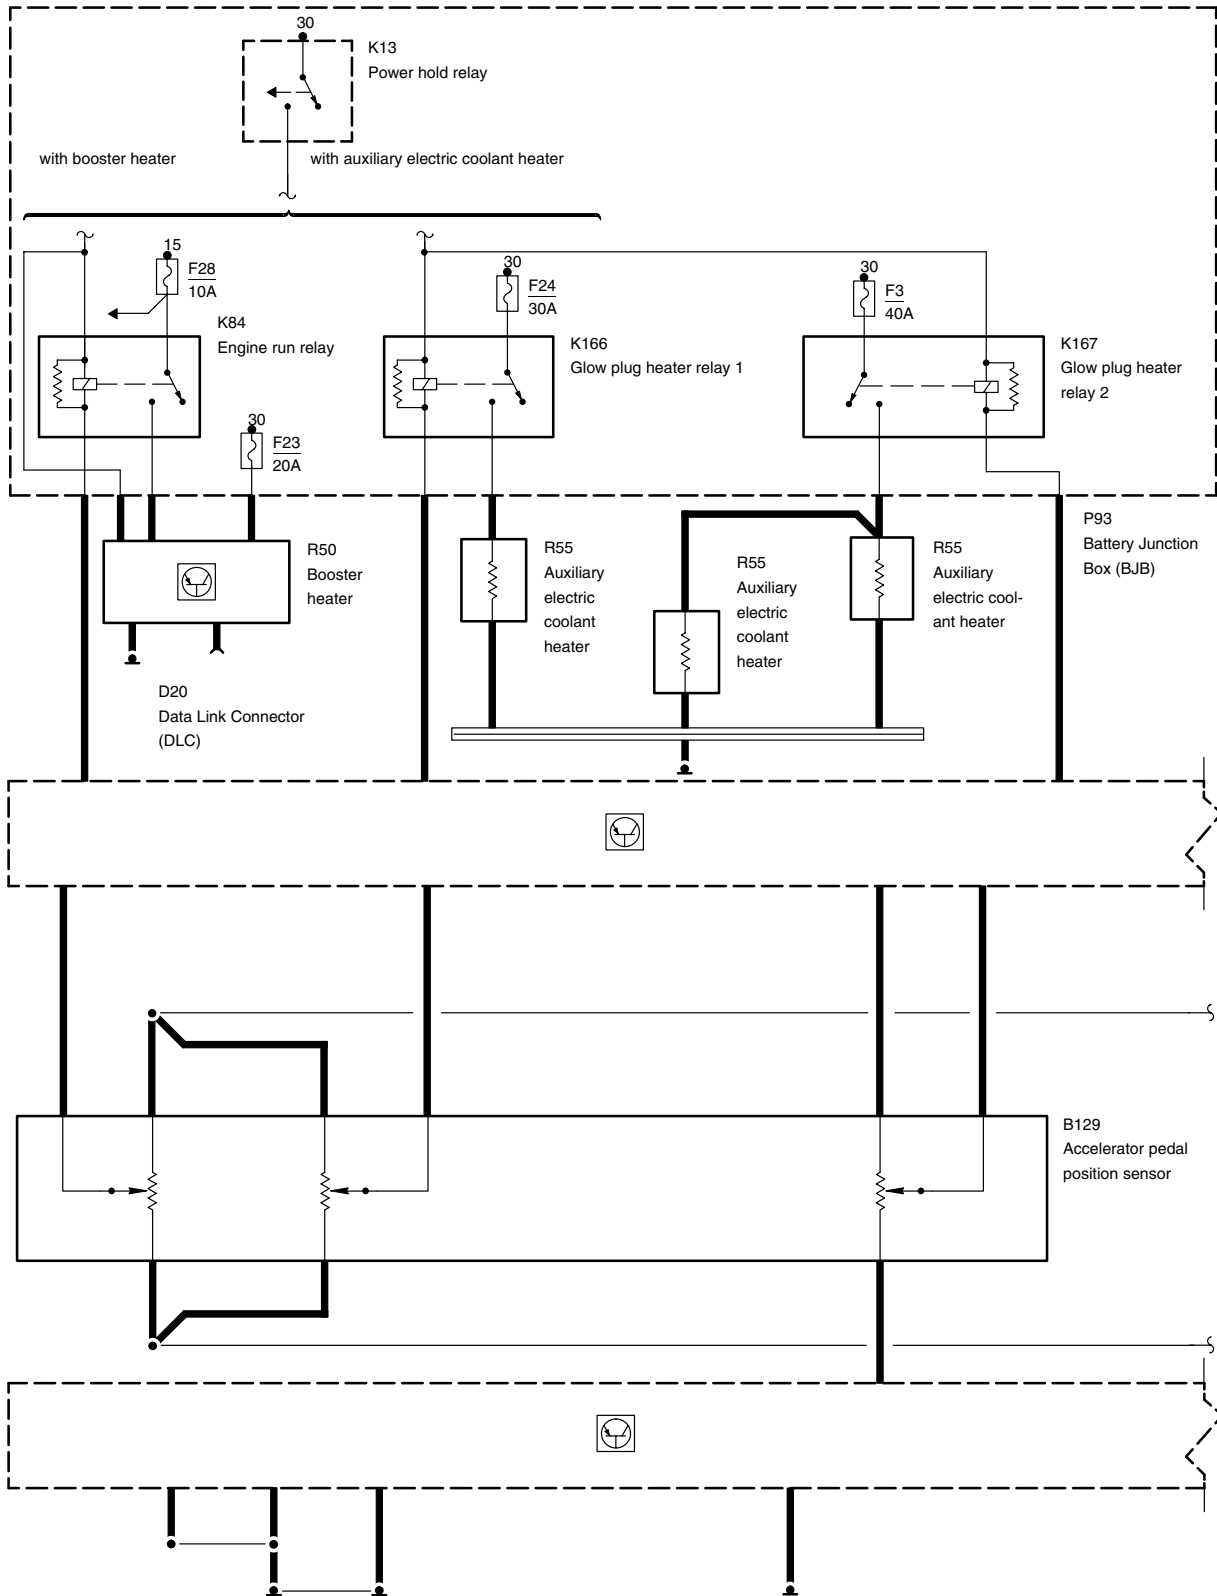 30
K13
Power hold relay
with booster heater
with auxiliary electric coolant heater
15
F28
10A
K84
Engine run relay
30
F23
20A
30
F24
30A
K166
Glow plug heater relay 1
30
F3
40A
K167
Glow plug heater
relay 2
R50
Booster
heater
D20
Data Link Connector
(DLC)
R55
Auxiliary
electric
coolant
heater
R55
Auxiliary
electric
coolant
heater
R55
Auxiliary
electric cool-
ant heater
P93
Battery Junction
Box (BJB)
B129
Accelerator pedal
position sensor